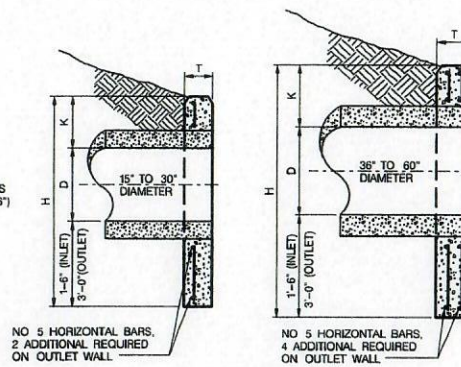 T
K
D
H
15" TO 30"
DIAMETER
1'-6" (INLET)
3'-0" (OUTLET)
NO 5 HORIZONTAL BARS,
2 ADDITIONAL REQUIRED
ON OUTLET WALL
T
K
D
H
36" TO 60"
DIAMETER
1'-6" (INLET)
3'-0" (OUTLET)
NO 5 HORIZONTAL BARS,
4 ADDITIONAL REQUIRED
ON OUTLET WALL